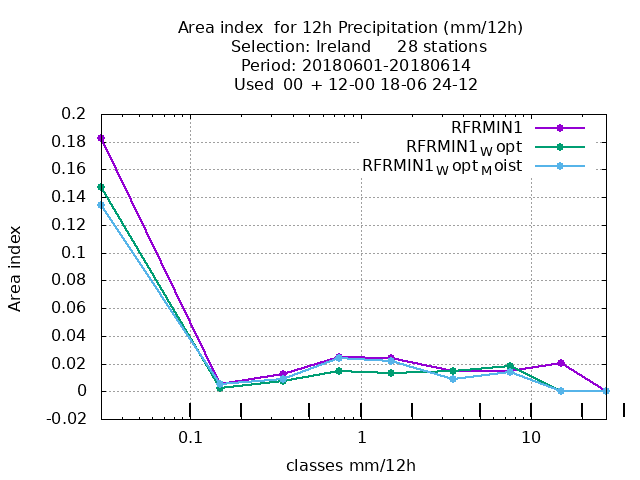 Area index  for 12h Precipitation (mm/12h)
Selection: Ireland     28 stations
Period: 20180601-20180614
Used  00  + 12-00 18-06 24-12
0.2
0.18
0.16
0.14
0.12
0.1
0.08
0.06
0.04
0.02
0
-0.02
Area index
RFRMIN1
RFRMIN1Wopt
RFRMIN1WoptMoist
0.1
1
10
classes mm/12h